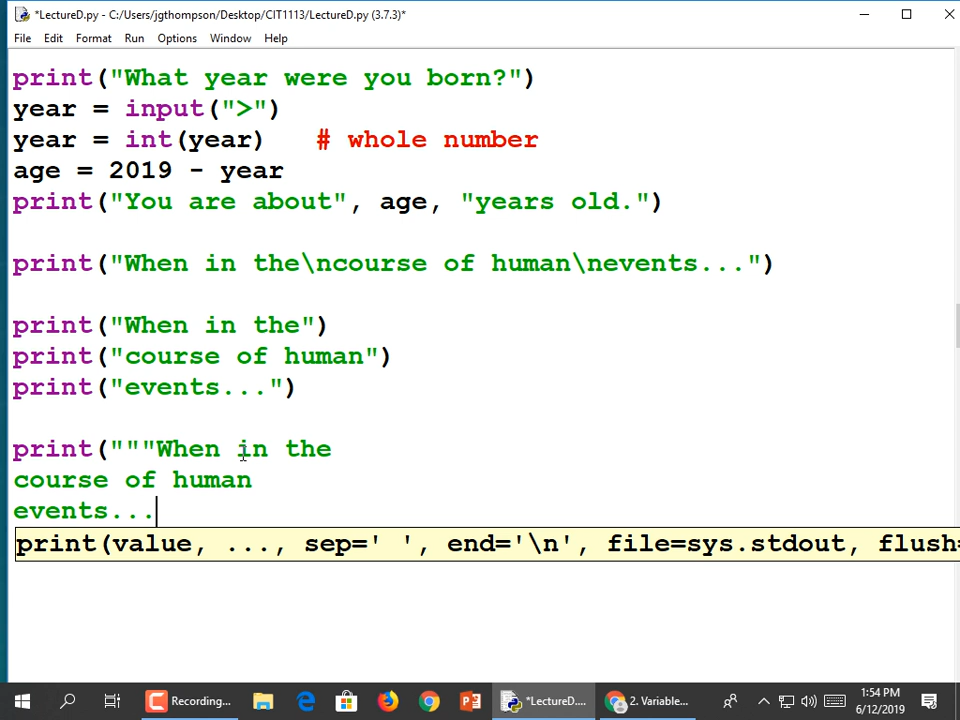 *LectureD.py - C:/Users/jgthompson/Desktop/CIT1113/LectureD.py (3.7.3)*
File Edit Format Run Options Window Help
print("What year were you born?")
year = input(">")
year = int(year)   # whole number
age = 2019 - year
print("You are about", age, "years old.")
print("When in the\ncourse of human\nevents...")
print("When in the")
print("course of human")
print("events...")
print("""When in the
course of human
events...
print(value, ..., sep=' ', end='\n', file=sys.stdout, flush=
Recording... *LectureD.... 2. Variable... 1:54 PM
6/12/2019